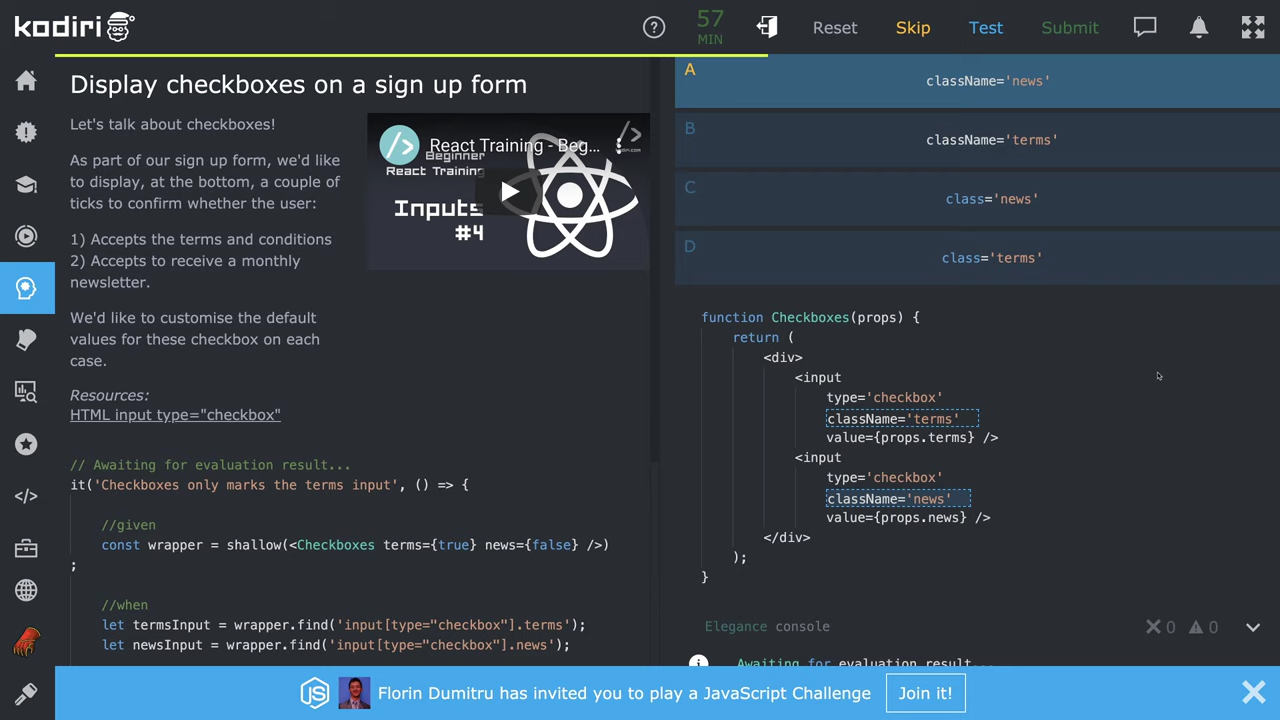 kodiri
57
MIN
Reset
Skip
Test
Submit
Display checkboxes on a sign up form
Let's talk about checkboxes!
As part of our sign up form, we'd like
to display, at the bottom, a couple of
ticks to confirm whether the user:
1) Accepts the terms and conditions
2) Accepts to receive a monthly
newsletter.
We'd like to customise the default
values for these checkbox on each
case.
Resources:
HTML input type="checkbox"
React Training - Beg...
Beginner
React Training
Inputs
#4
// Awaiting for evaluation result...
it('Checkboxes only marks the terms input', () => {
//given
const wrapper = shallow(<Checkboxes terms={true} news={false} />)
;
//when
let termsInput = wrapper.find('input[type="checkbox"].terms');
let newsInput = wrapper.find('input[type="checkbox"].news');
A
className='news'
B
className='terms'
C
class='news'
D
class='terms'
function Checkboxes(props) {
return (
<div>
<input
type='checkbox'
className='terms'
value={props.terms} />
<input
type='checkbox'
className='news'
value={props.news} />
</div>
);
}
Elegance console
0
0
Awaiting for evaluation result...
JS
Florin Dumitru has invited you to play a JavaScript Challenge
Join it!